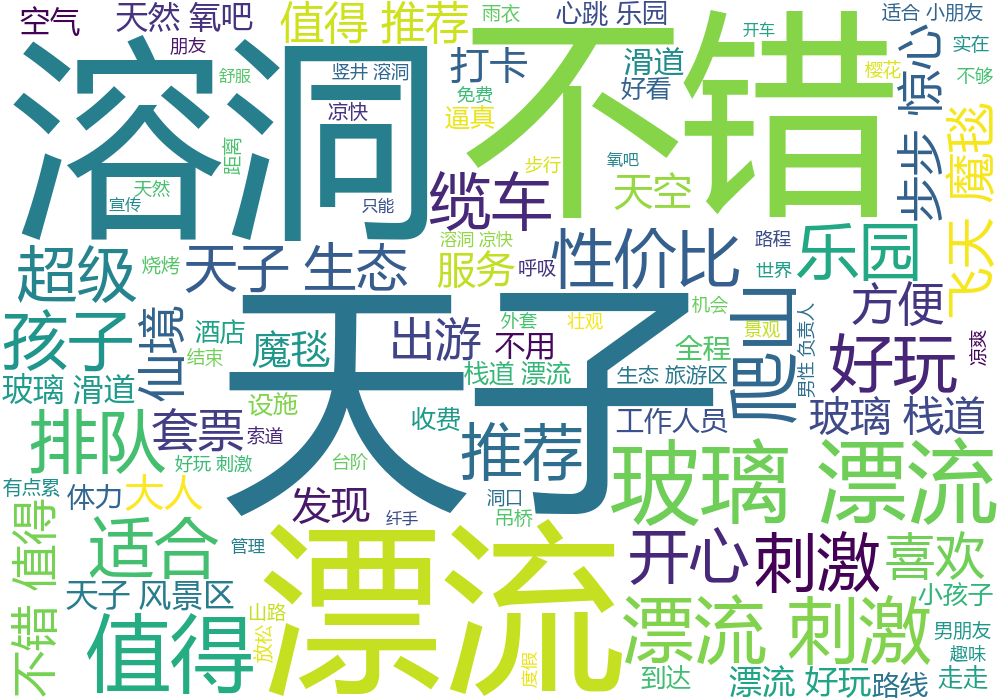 空气
天然 氧吧
值得 推荐
雨衣
心跳 乐园
开车
适合 小朋友
朋友
溶洞
不错
打卡
滑道
惊心
实在
舒服
竖井 溶洞
免费
好看
樱花
不够
凉快
逼真
距离
步步
魔毯
氧吧
步行
天然
缆车
天空
宣传
只能
溶洞 凉快
性价比
路程
乐园
飞天
超级
烧烤
天子 生态
服务
呼吸
世界
方便
孩子
仙境
酒店
天子
出游
外套
壮观
机会
爬山
景观
男性 负责人
凉爽
结束
魔毯
不用
全程
好玩
玻璃 滑道
栈道 漂流
生态 旅游区
设施
收费
工作人员
玻璃 栈道
排队
套票
索道
推荐
好玩 刺激
台阶
玻璃 漂流
有点累
体力
大人
发现
洞口
吊桥
纤手
不错 值得
适合
管理
漂流
开心
刺激
喜欢
天子 风景区
小孩子
山路
值得
放松
度假
漂流 刺激
男朋友
趣味
到达
漂流 好玩
路线
走走